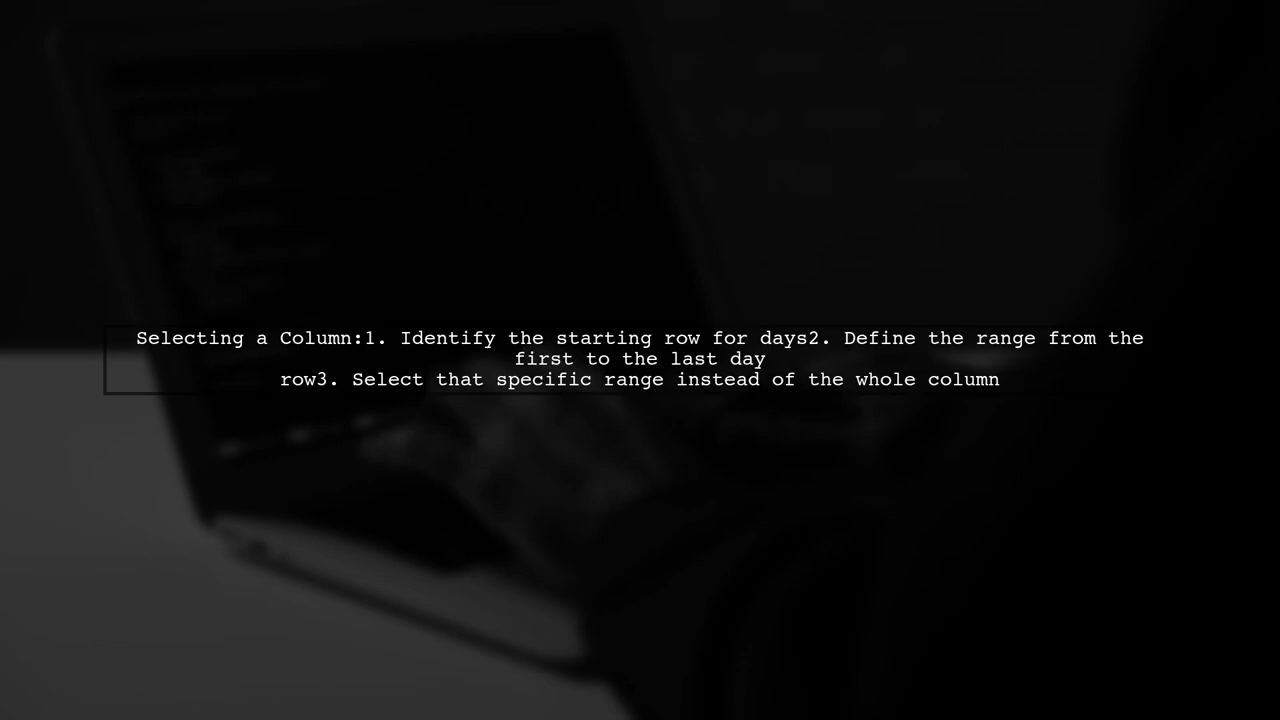 Selecting a Column:1. Identify the starting row for days2. Define the range from the
first to the last day
row3. Select that specific range instead of the whole column